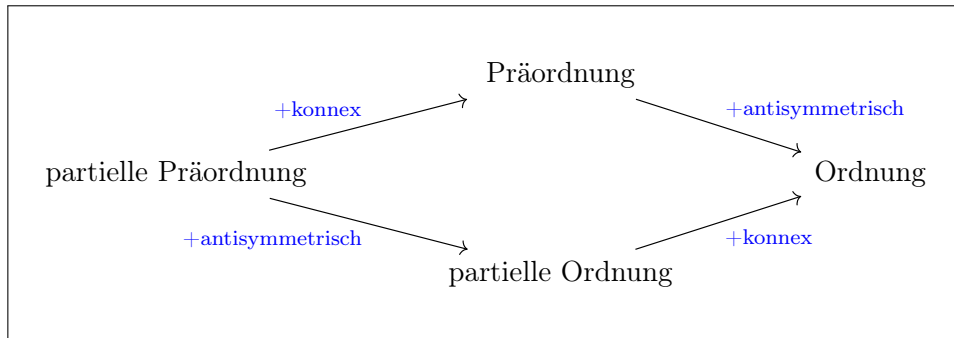 Präordnung
+konnex
+antisymmetrisch
partielle Präordnung
Ordnung
+antisymmetrisch
+konnex
partielle Ordnung